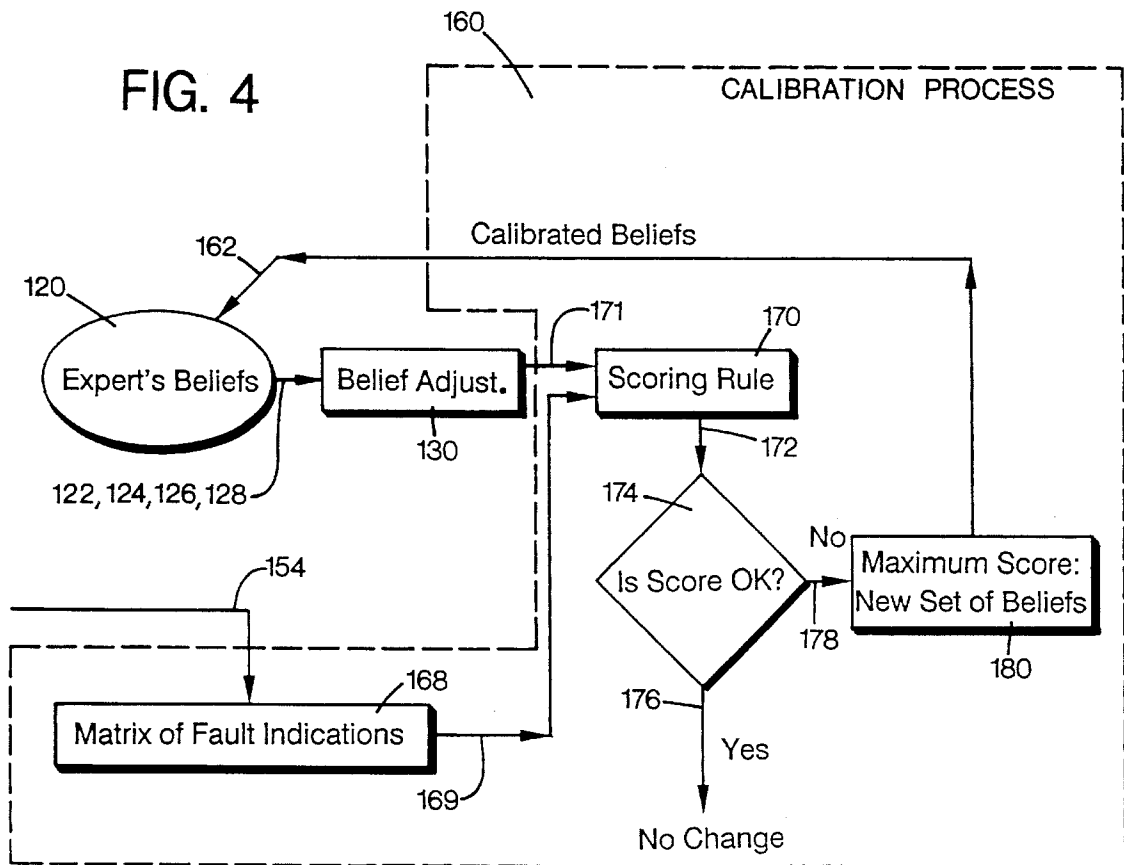 FIG. 4
160
CALIBRATION PROCESS
Calibrated Beliefs
162
120
Expert's Beliefs
122, 124, 126, 128
Belief Adjust.
130
171
170
Scoring Rule
172
174
Is Score OK?
No
178
Maximum Score:
New Set of Beliefs
180
154
168
Matrix of Fault Indications
169
176
Yes
No Change